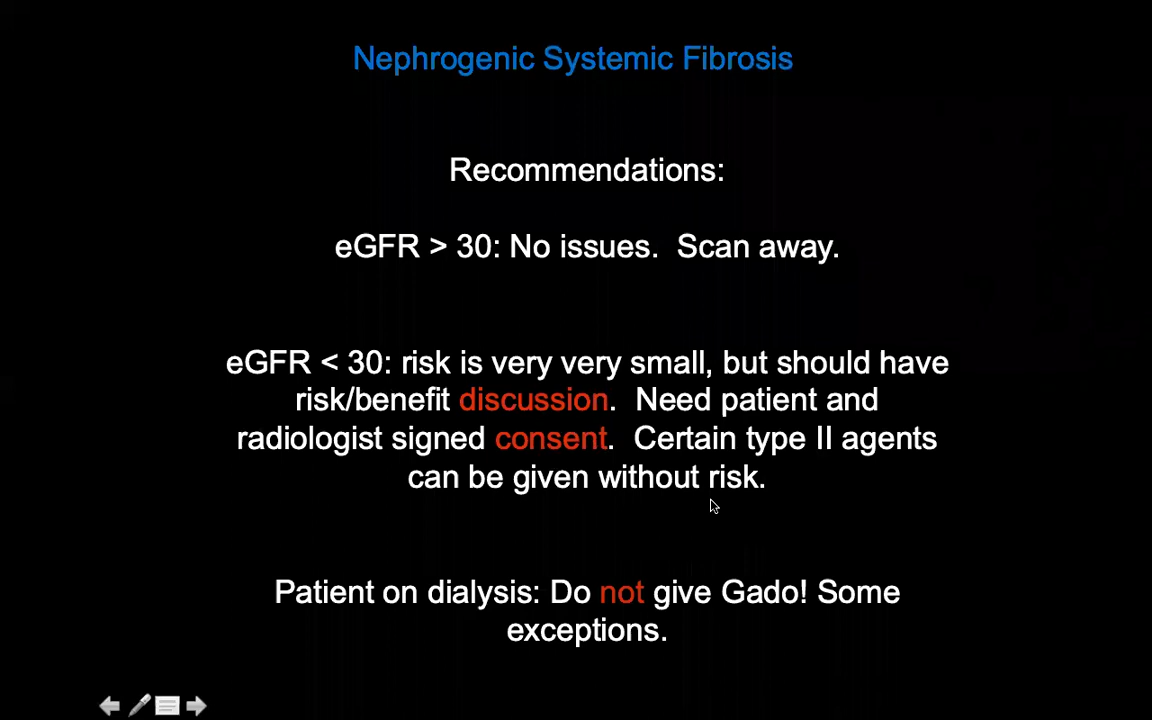 Nephrogenic Systemic Fibrosis
Recommendations:
eGFR > 30: No issues.  Scan away.
eGFR < 30: risk is very very small, but should have
risk/benefit discussion.  Need patient and
radiologist signed consent.  Certain type II agents
can be given without risk.
Patient on dialysis: Do not give Gado! Some
exceptions.